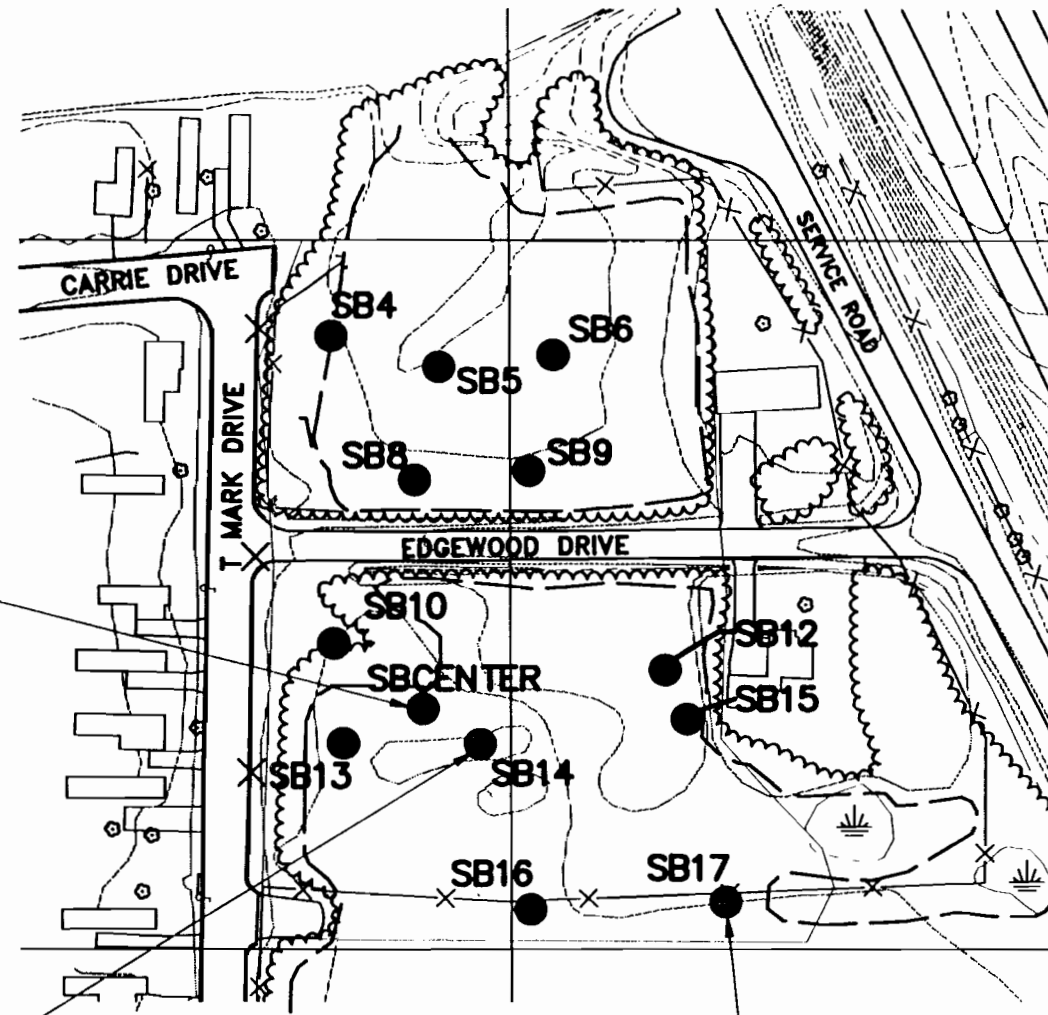 CARRIE DRIVE
SERVICE ROAD
SB4
SB6
SB5
T MARK DRIVE
SB8
SB9
EDGEWOOD DRIVE
SB10
SB12
SBCENTER
SB15
SB13
SB14
SB16
SB17